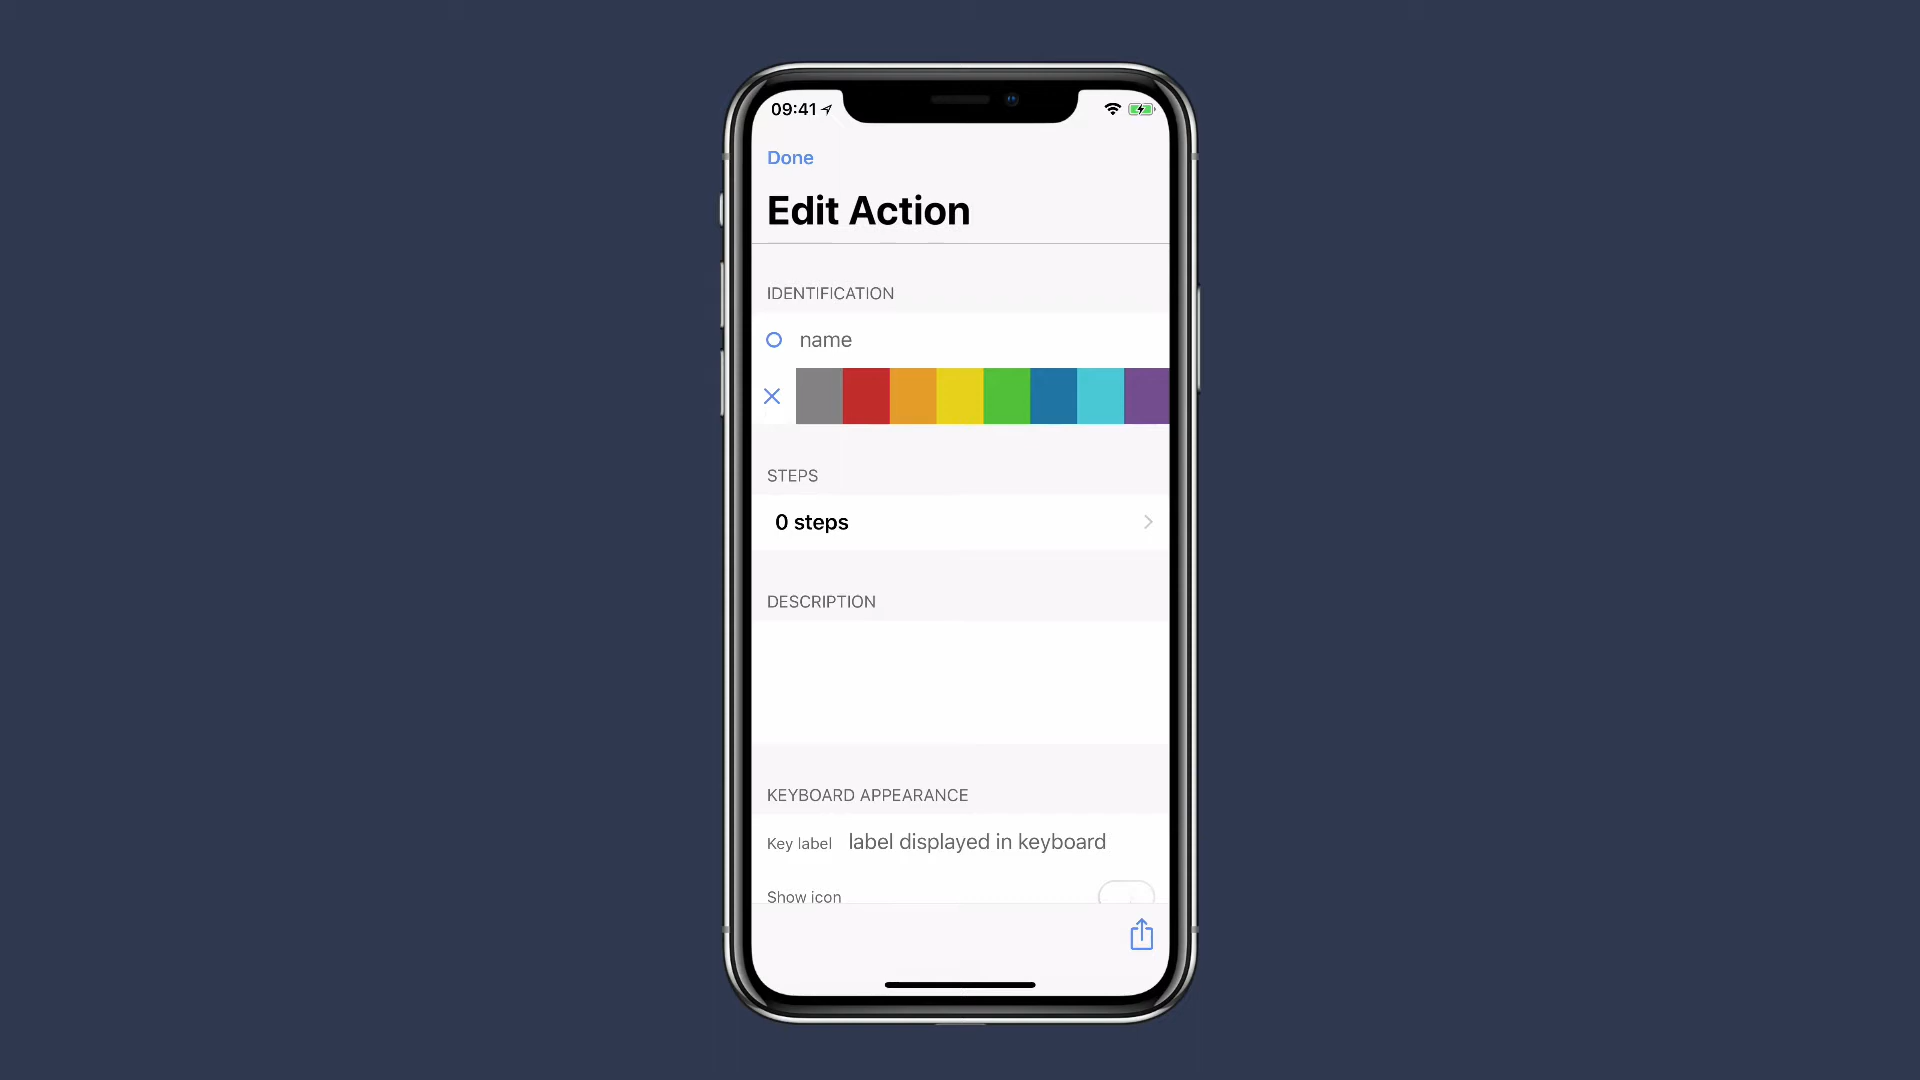 09:41
Done
Edit Action
IDENTIFICATION
name
STEPS
0 steps
DESCRIPTION
KEYBOARD APPEARANCE
Key label label displayed in keyboard
Show icon